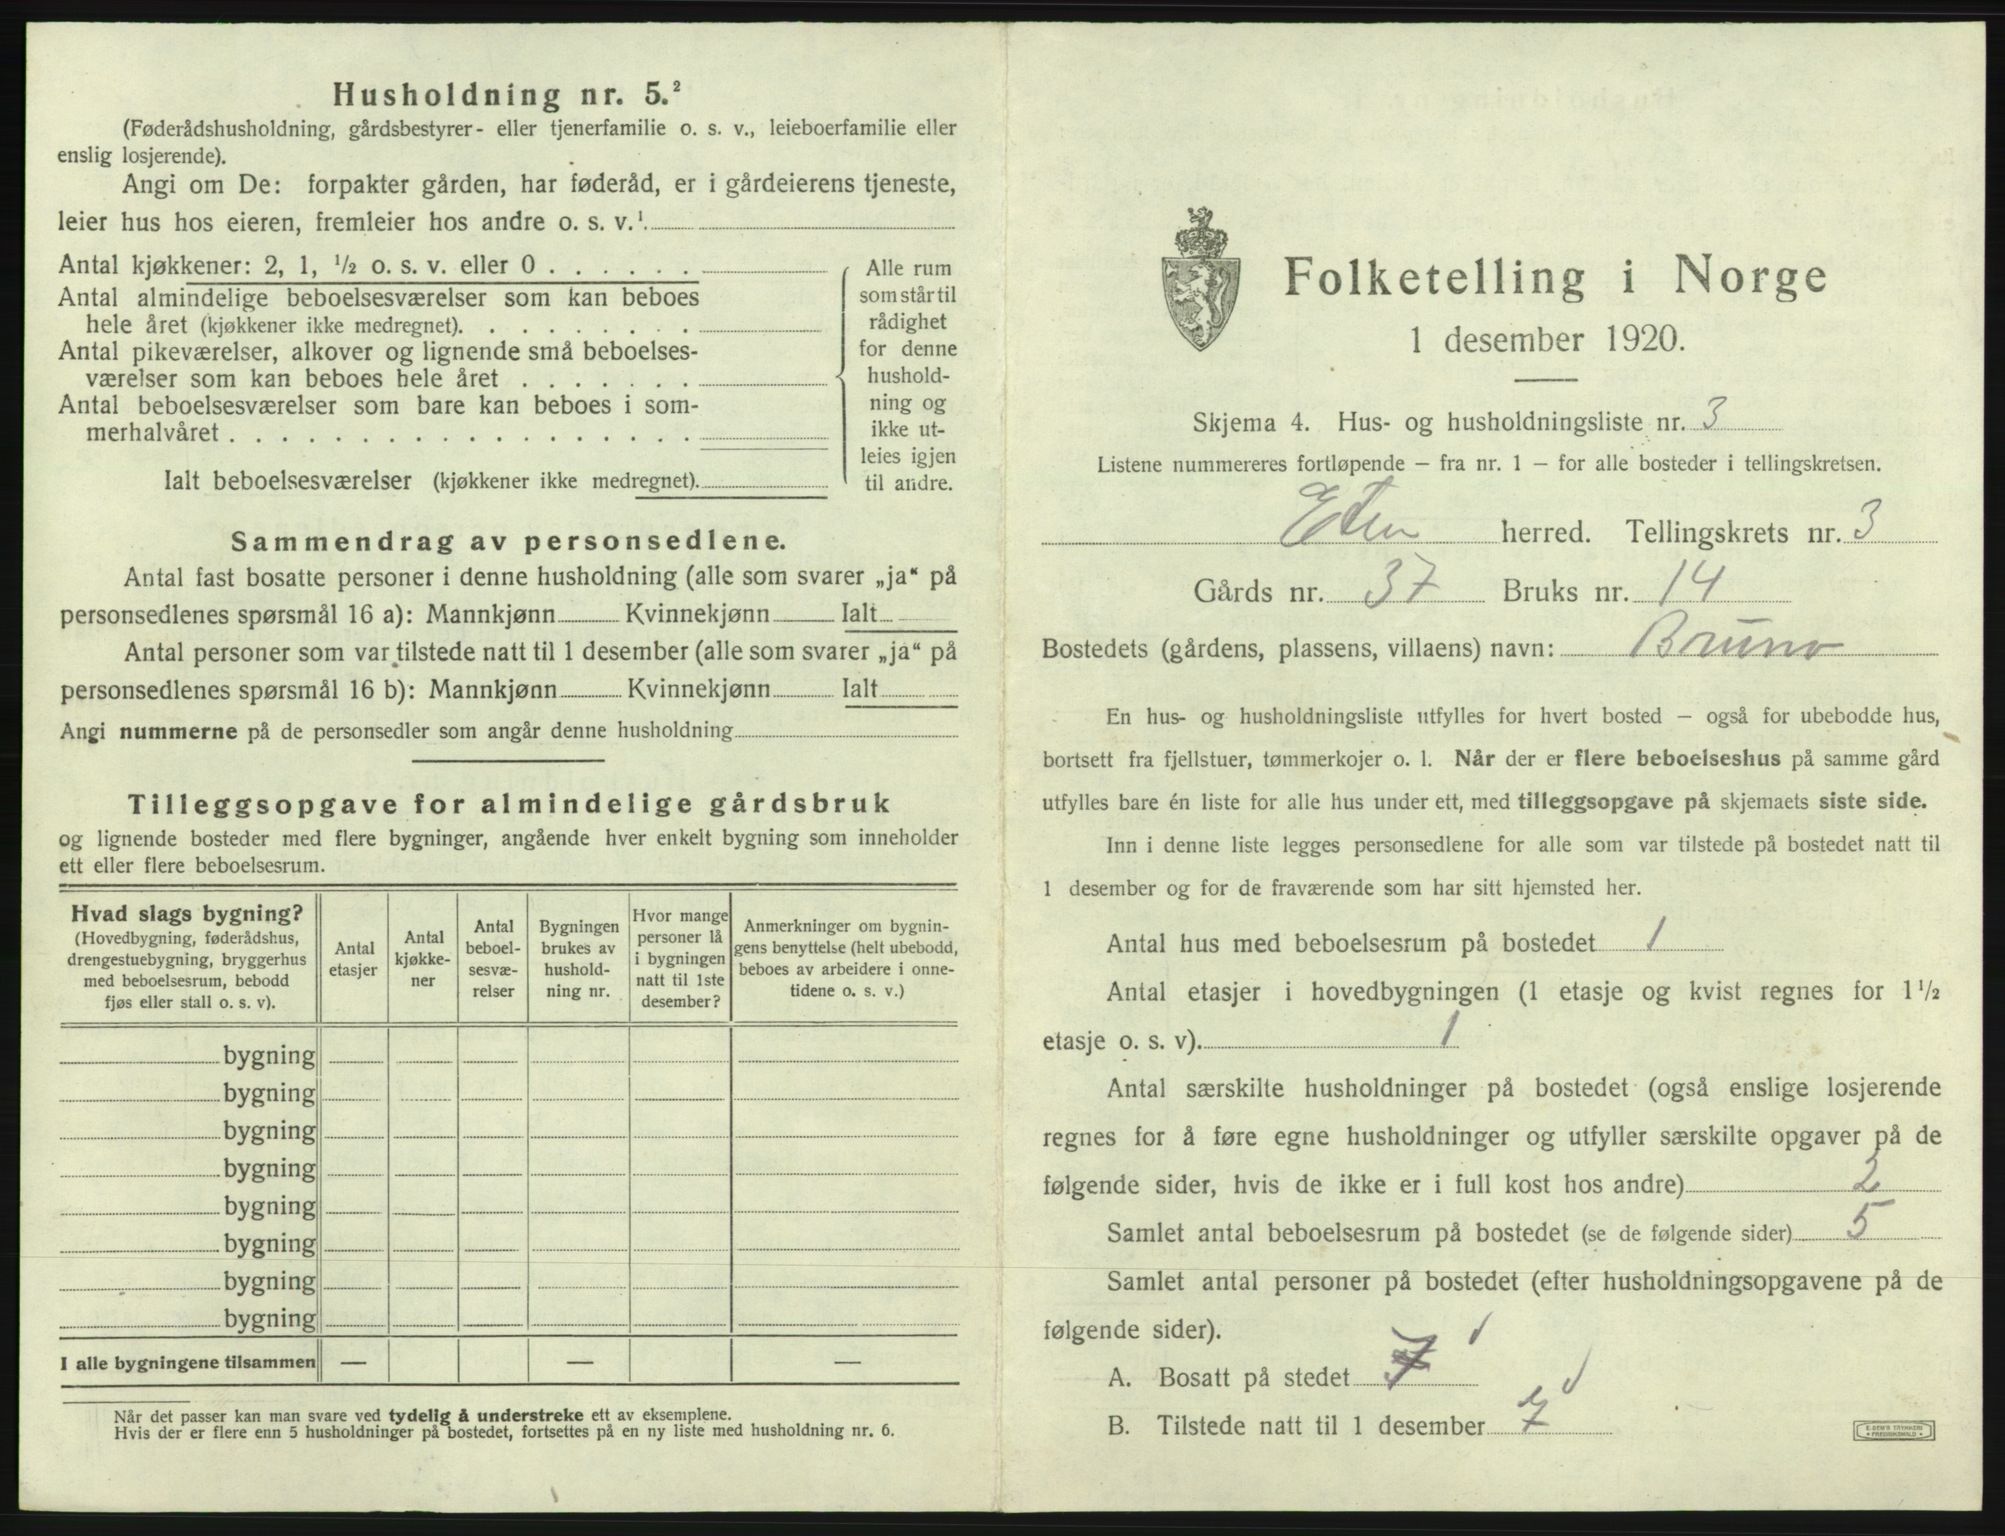 Husholdning nr. 5.²
(Føderådshusholdning, gårdsbestyrer- eller tjenerfamilie o. s. v., leieboerfamilie eller
enslig losjerende).
Angi om De: forpakter gården, har føderåd, er i gårdeierens tjeneste,
leier hus hos eieren, fremleier hos andre o. s. v.¹.
Antal kjøkkener: 2, 1, ½ o. s. v. eller 0 . . . . . .
Antal almindelige beboelsesværelser som kan beboes
hele året (kjøkkener ikke medregnet). . . . . . . . .
Antal pikeværelser, alkover og lignende små beboelses-
værelser som kan beboes hele året . . . . . . .
Antal beboelsesværelser som bare kan beboes i som-
merhalvåret . . . . . . . . . . . . . . . . .
Ialt beboelsesværelser (kjøkkener ikke medregnet).
Alle rum
som står til
rådighet
for denne
hushold-
ning og
ikke ut-
leies igjen
til andre.
Sammendrag av personsedlene.
Antal fast bosatte personer i denne husholdning (alle som svarer „ja“ på
personsedlenes spørsmål 16 a): Mannkjønn Kvinnekjønn Ialt
Antal personer som var tilstede natt til 1 desember (alle som svarer „ja“ på
personsedlenes spørsmål 16 b): Mannkjønn Kvinnekjønn Ialt
Angi nummerne på de personsedler som angår denne husholdning
Tilleggsopgave for almindelige gårdsbruk
og lignende bosteder med flere bygninger, angående hver enkelt bygning som inneholder
ett eller flere beboelsesrum.
Hvad slags bygning?
(Hovedbygning, føderådshus,
drengestuebygning, bryggerhus
med beboelsesrum, bebodd
fjøs eller stall o. s. v).
Antal
etasjer
Antal
kjøkke-
ner
Antal
beboel-
sesvæ-
relser
Bygningen
brukes av
hushold-
ning nr.
Hvor mange
personer lå
i bygningen
natt til 1ste
desember?
Anmerkninger om bygnin-
gens benyttelse (helt ubebodd,
beboes av arbeidere i onne-
tidene o. s. v.)
bygning
bygning
bygning
bygning
bygning
bygning
bygning
bygning
I alle bygningene tilsammen — — —
Når det passer kan man svare ved tydelig å understreke ett av eksemplene.
Hvis der er flere enn 5 husholdninger på bostedet, fortsettes på en ny liste med husholdning nr. 6.
Folketelling i Norge
1 desember 1920.
Skjema 4. Hus- og husholdningsliste nr. 3
Listene nummereres fortløpende – fra nr. 1 – for alle bosteder i tellingskretsen.
herred. Tellingskrets nr. 3
Gårds nr. 37 Bruks nr. 14
Bostedets (gårdens, plassens, villaens) navn: Bruno
En hus- og husholdningsliste utfylles for hvert bosted – også for ubebodde hus,
bortsett fra fjellstuer, tømmerkojer o. l. Når der er flere beboelseshus på samme gård
utfylles bare én liste for alle hus under ett, med tilleggsopgave på skjemaets siste side.
Inn i denne liste legges personsedlene for alle som var tilstede på bostedet natt til
1 desember og for de fraværende som har sitt hjemsted her.
Antal hus med beboelsesrum på bostedet 1
Antal etasjer i hovedbygningen (1 etasje og kvist regnes for 1½
etasje o. s. v). 1
Antal særskilte husholdninger på bostedet (også enslige losjerende
regnes for å føre egne husholdninger og utfyller særskilte opgaver på de
følgende sider, hvis de ikke er i full kost hos andre) 2
Samlet antal beboelsesrum på bostedet (se de følgende sider) 5
Samlet antal personer på bostedet (efter husholdningsopgavene på de
følgende sider).
A. Bosatt på stedet 7
B. Tilstede natt til 1 desember 7
E. SEM'S TRYKKERI
FREDRIKSHALD